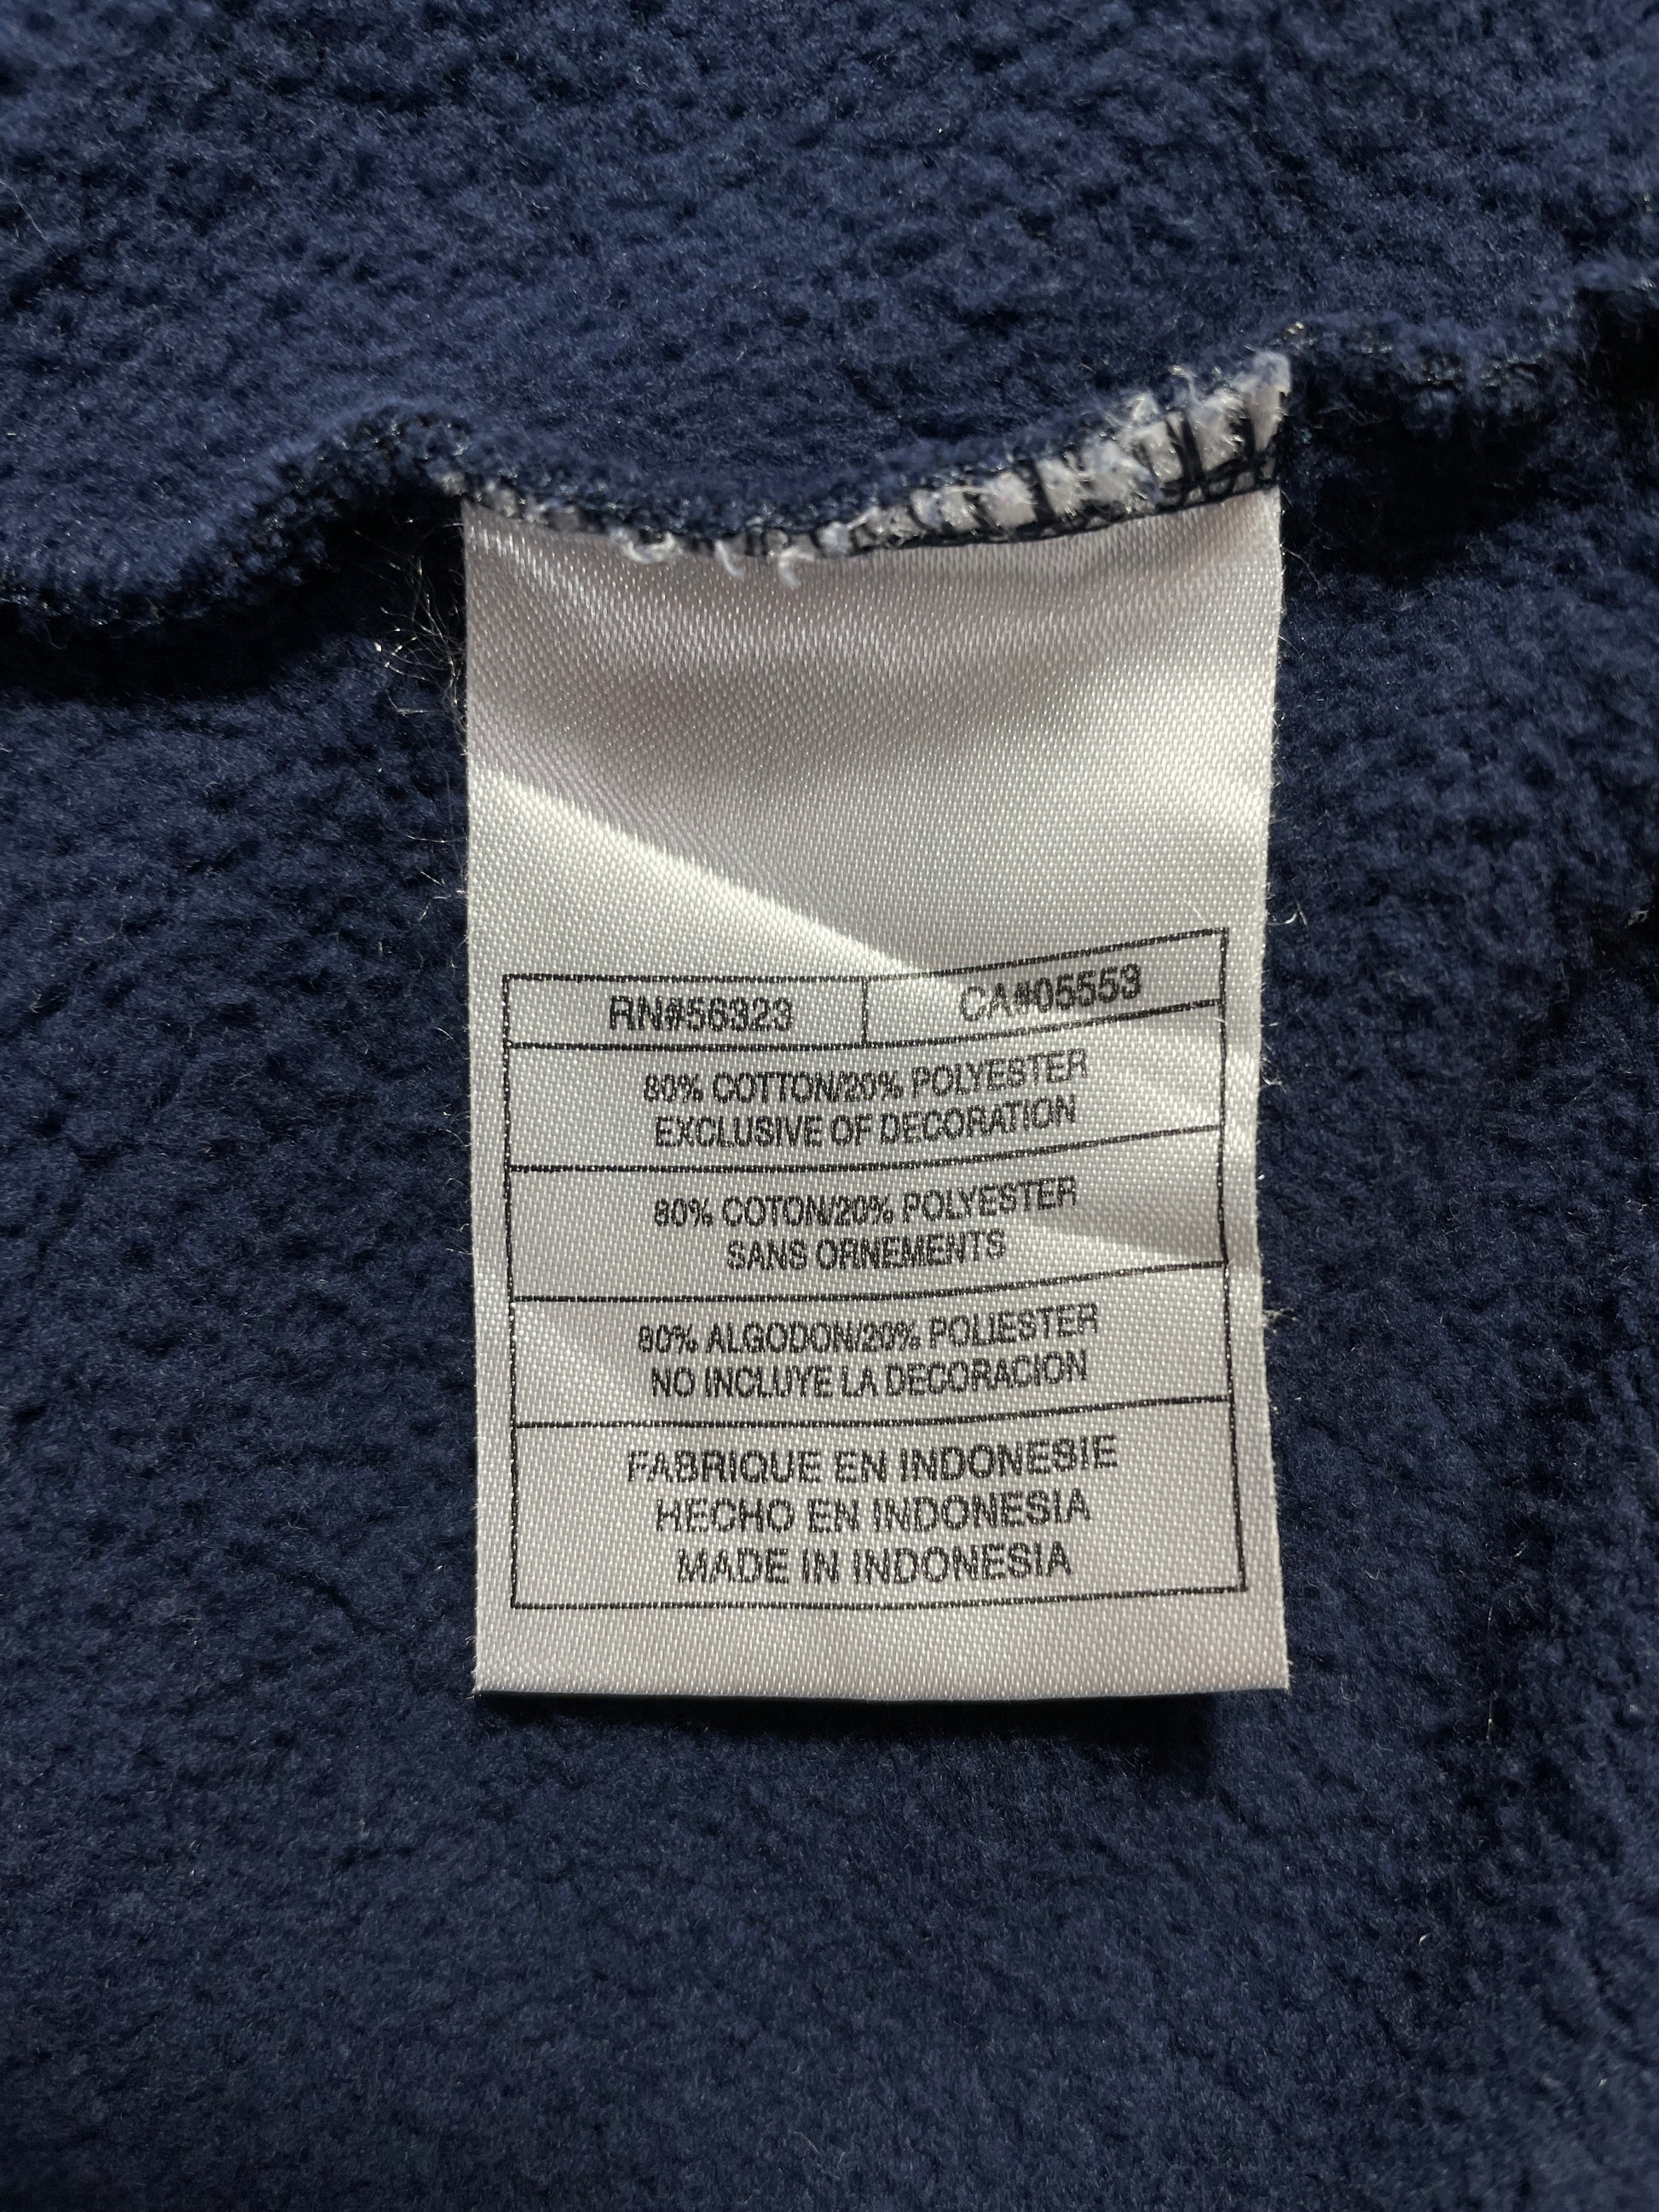 RN#56323 CA#05553
80% COTTON/20% POLYESTER
EXCLUSIVE OF DECORATION
80% COTON/20% POLYESTER
SANS ORNEMENTS
80% ALGODON/20% POLIESTER
NO INCLUYE LA DECORACION
FABRIQUE EN INDONESIE
HECHO EN INDONESIA
MADE IN INDONESIA